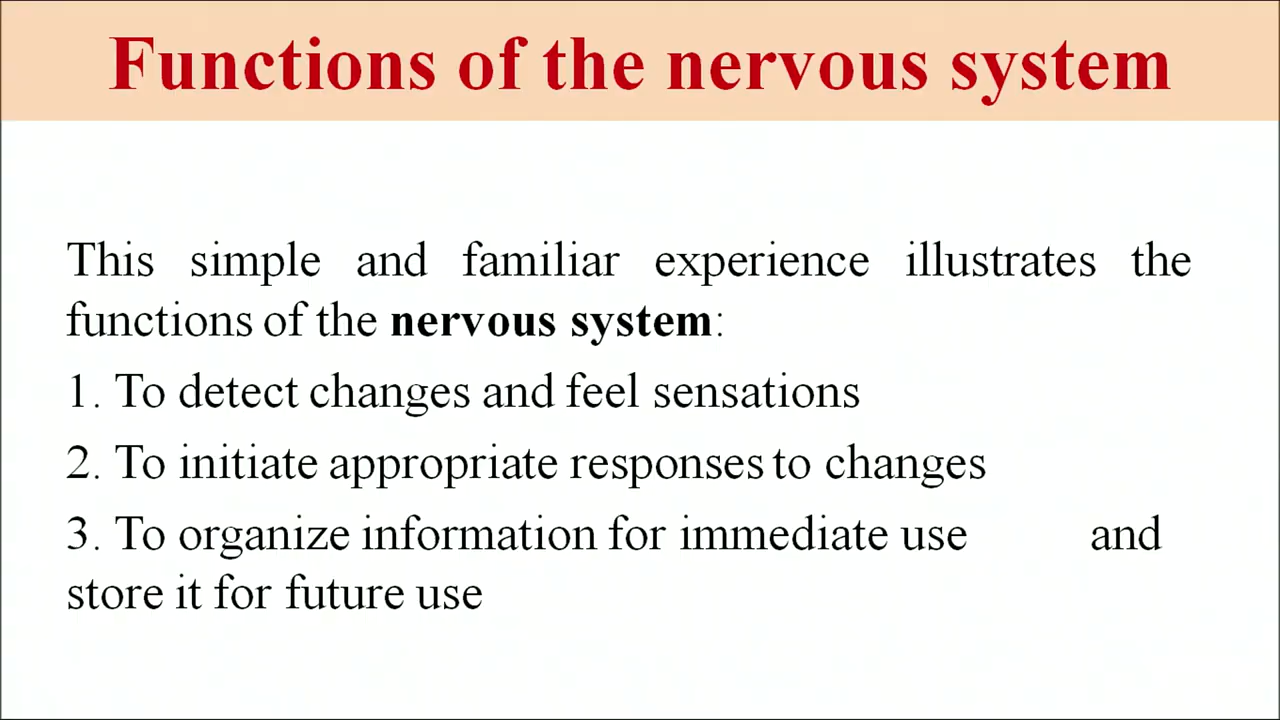 Functions of the nervous system
This simple and familiar experience illustrates the
functions of the nervous system:
1. To detect changes and feel sensations
2. To initiate appropriate responses to changes
3. To organize information for immediate use and
store it for future use